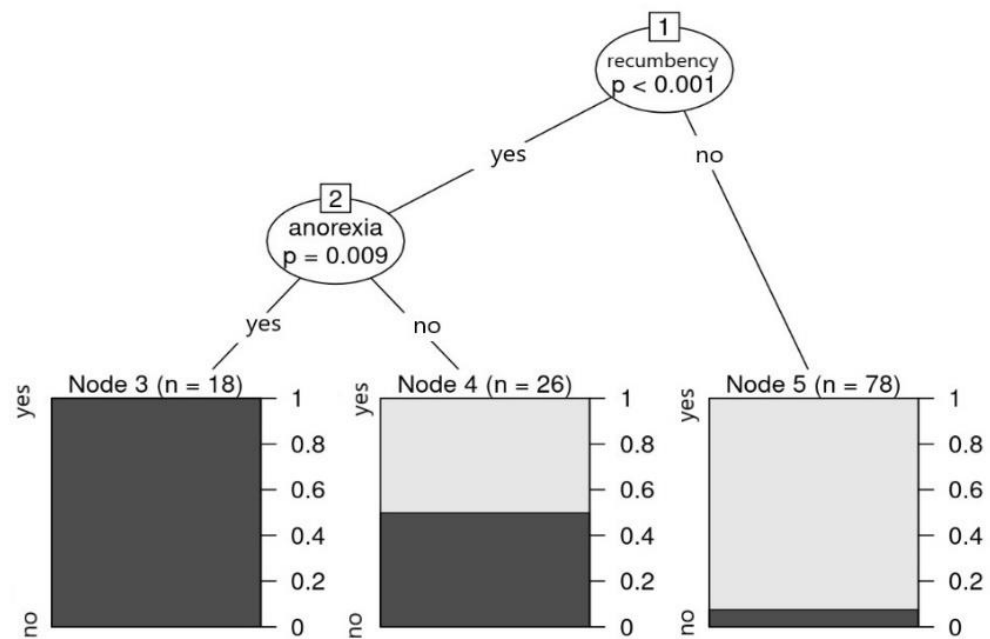 1
recumbency
p < 0.001
yes
no
2
anorexia
p = 0.009
yes
no
Node 3 (n = 18)
yes
no
1
0.8
0.6
0.4
0.2
0
Node 4 (n = 26)
yes
no
1
0.8
0.6
0.4
0.2
0
Node 5 (n = 78)
yes
no
1
0.8
0.6
0.4
0.2
0